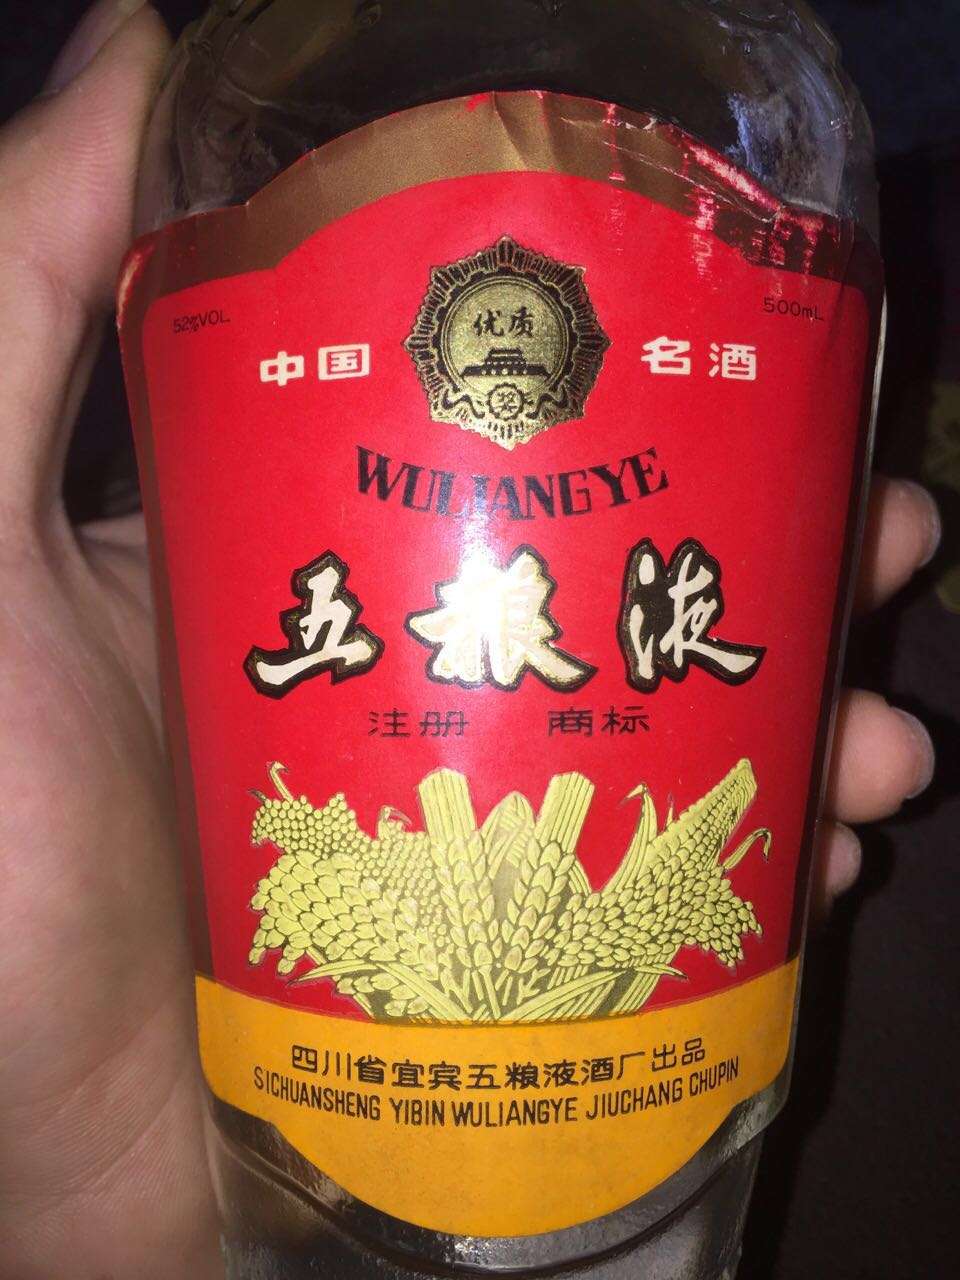 52%VOL
500mL
优质
奖
中国
名酒
WULIANGYE
五粮液
注册 商标
四川省宜宾五粮液酒厂出品
SICHUANSHENG YIBIN WULIANGYE JIUCHANG CHUPIN